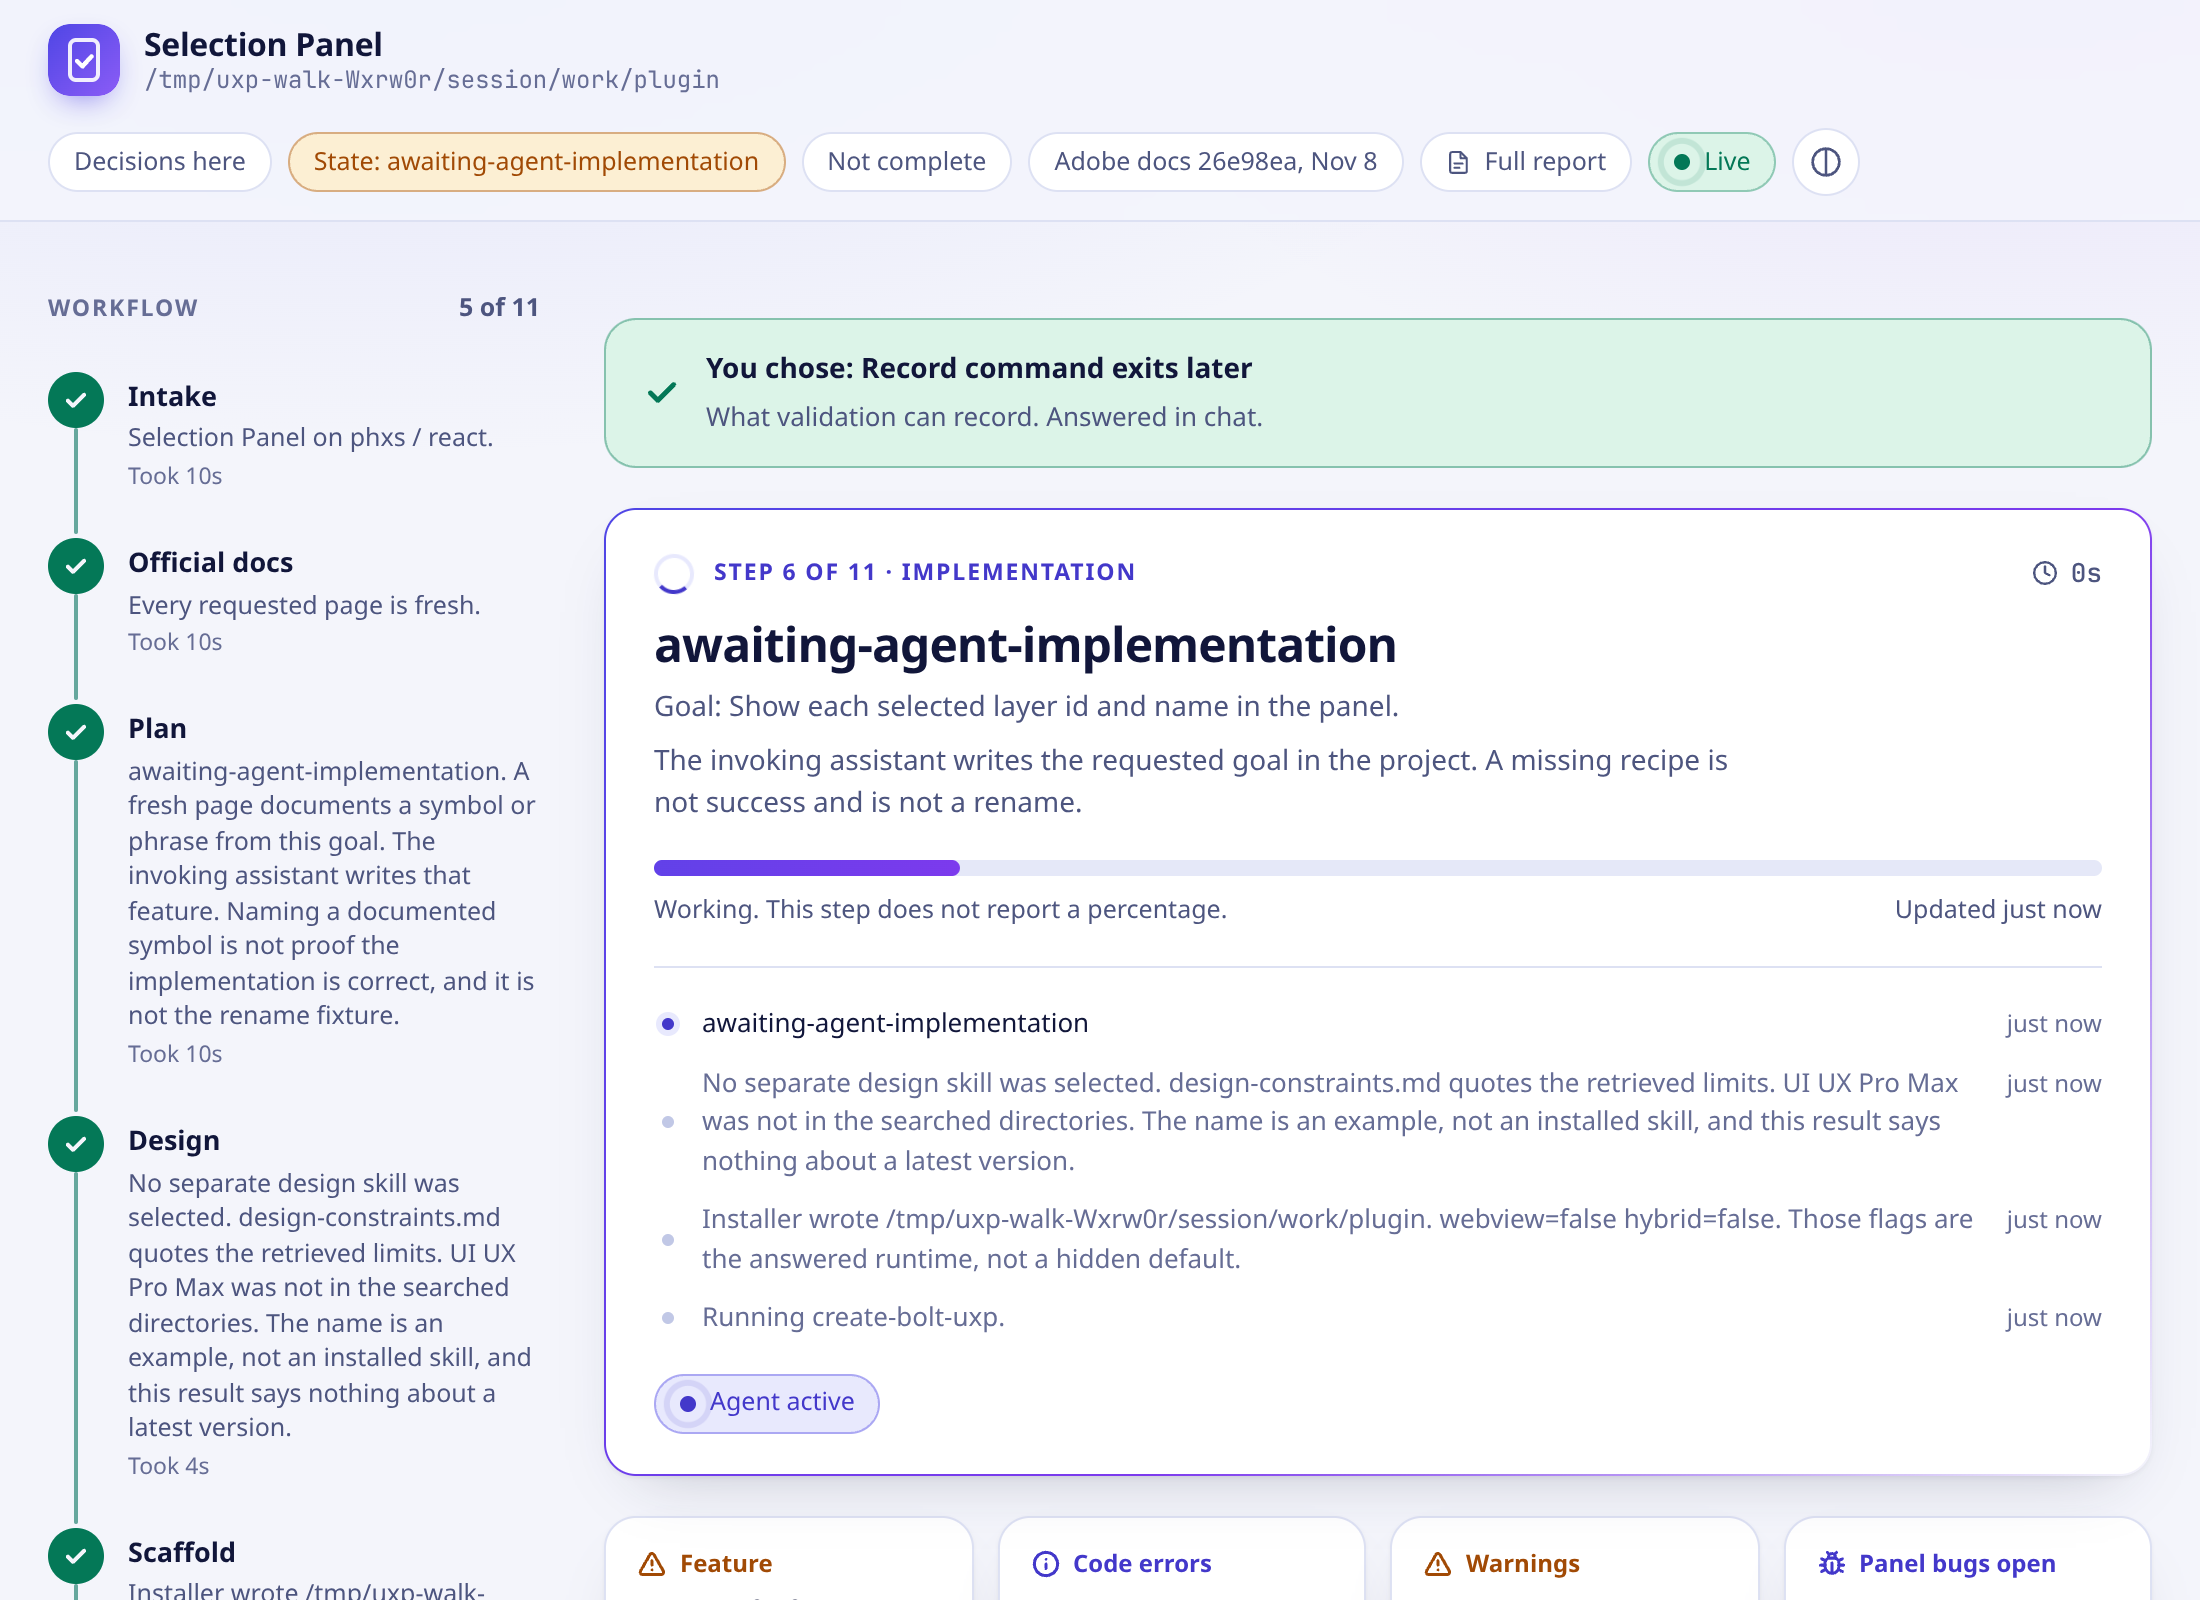 Selection Panel
/tmp/uxp-walk-Wxrw0r/session/work/plugin
Decisions here
State: awaiting-agent-implementation
Not complete
Adobe docs 26e98ea, Nov 8
Full report
Live
WORKFLOW
5 of 11
Intake
Selection Panel on phxs / react.
Took 10s
Official docs
Every requested page is fresh.
Took 10s
Plan
awaiting-agent-implementation. A
fresh page documents a symbol or
phrase from this goal. The
invoking assistant writes that
feature. Naming a documented
symbol is not proof the
implementation is correct, and it is
not the rename fixture.
Took 10s
Design
No separate design skill was
selected. design-constraints.md
quotes the retrieved limits. UI UX
Pro Max was not in the searched
directories. The name is an
example, not an installed skill, and
this result says nothing about a
latest version.
Took 4s
Scaffold
Installer wrote /tmp/uxp-walk-
You chose: Record command exits later
What validation can record. Answered in chat.
STEP 6 OF 11 · IMPLEMENTATION
0s
awaiting-agent-implementation
Goal: Show each selected layer id and name in the panel.
The invoking assistant writes the requested goal in the project. A missing recipe is
not success and is not a rename.
Working. This step does not report a percentage.
Updated just now
awaiting-agent-implementation
just now
No separate design skill was selected. design-constraints.md quotes the retrieved limits. UI UX Pro Max
just now
was not in the searched directories. The name is an example, not an installed skill, and this result says
nothing about a latest version.
Installer wrote /tmp/uxp-walk-Wxrw0r/session/work/plugin. webview=false hybrid=false. Those flags are
just now
the answered runtime, not a hidden default.
Running create-bolt-uxp.
just now
Agent active
Feature
Code errors
Warnings
Panel bugs open